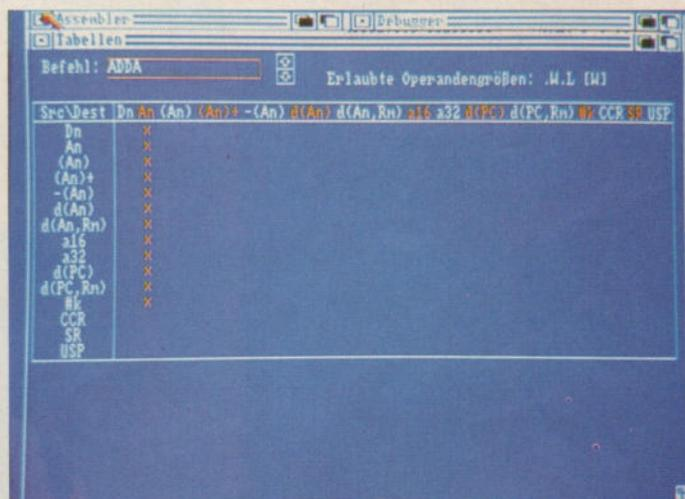 Assembler
Debugger
Tabellen
Befehl: ADDA
Erlaubte Operandengrößen: .W.L [W]
Src\Dest Dn An (An) (An)+ -(An) d(An) d(An,Rn) a16 a32 d(PC) d(PC,Rn) #k CCR SR USP
Dn x
An x
(An) x
(An)+ x
-(An) x
d(An) x
d(An,Rn) x
a16 x
a32 x
d(PC) x
d(PC,Rn) x
#k x
CCR
SR
USP